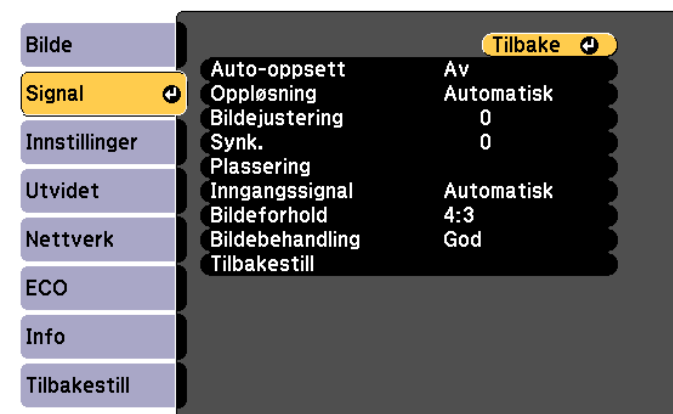 Bilde
Signal
Innstillinger
Utvidet
Nettverk
ECO
Info
Tilbakestill
Tilbake
Auto-oppsett Av
Oppløsning Automatisk
Bildejustering 0
Synk. 0
Plassering
Inngangssignal Automatisk
Bildeforhold 4:3
Bildebehandling God
Tilbakestill